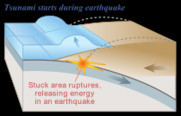 Tsunami starts during earthquake
Stuck area ruptures,
releasing energy
in an earthquake